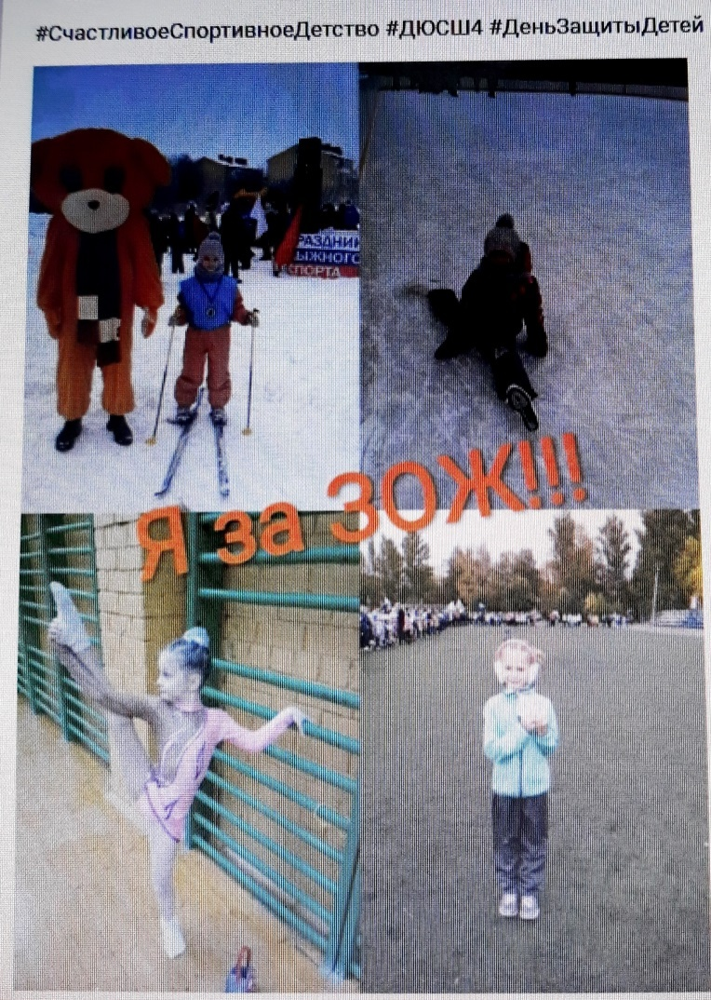 #СчастливоеСпортивноеДетство #ДЮСШ4 #ДеньЗащитыДетей
РАЗДНИК
ЫЖНОГО
СПОРТА
Я за ЗОЖ!!!